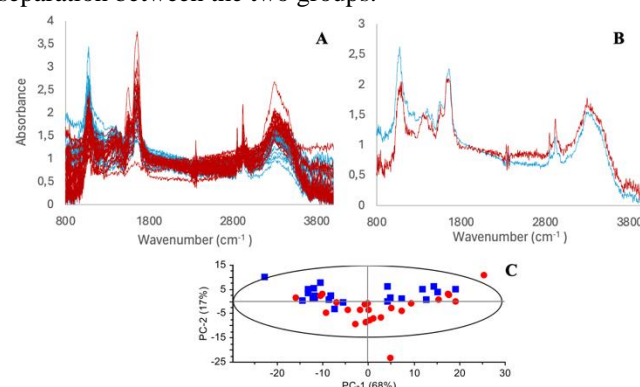 separation between the two groups.
A
4
3,5
3
2,5
2
1,5
1
0,5
0
Absorbance
800 1800 2800 3800
Wavenumber (cm⁻¹)
B
3
2,5
2
1,5
1
0,5
0
800 1800 2800 3800
Wavenumber (cm⁻¹)
C
15
5
-5
-15
-25
PC-2 (17%)
-20 -10 0 10 20 30
PC-1 (68%)